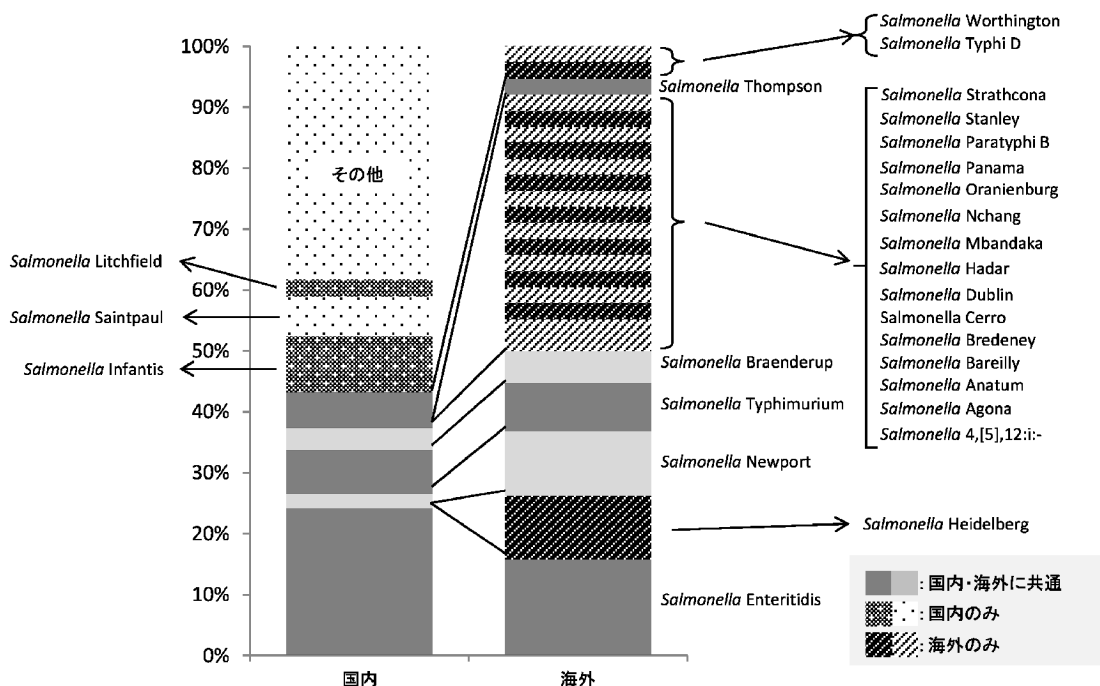 100%
90%
80%
70%
60%
50%
40%
30%
20%
10%
0%
Salmonella Litchfield
Salmonella Saintpaul
Salmonella Infantis
その他
国内
海外
Salmonella Thompson
Salmonella Braenderup
Salmonella Typhimurium
Salmonella Newport
Salmonella Enteritidis
Salmonella Worthington
Salmonella Typhi D
Salmonella Strathcona
Salmonella Stanley
Salmonella Paratyphi B
Salmonella Panama
Salmonella Oranienburg
Salmonella Nchang
Salmonella Mbandaka
Salmonella Hadar
Salmonella Dublin
Salmonella Cerro
Salmonella Bredeney
Salmonella Bareilly
Salmonella Anatum
Salmonella Agona
Salmonella 4,[5],12:i:-
Salmonella Heidelberg
: 国内・海外に共通
: 国内のみ
: 海外のみ